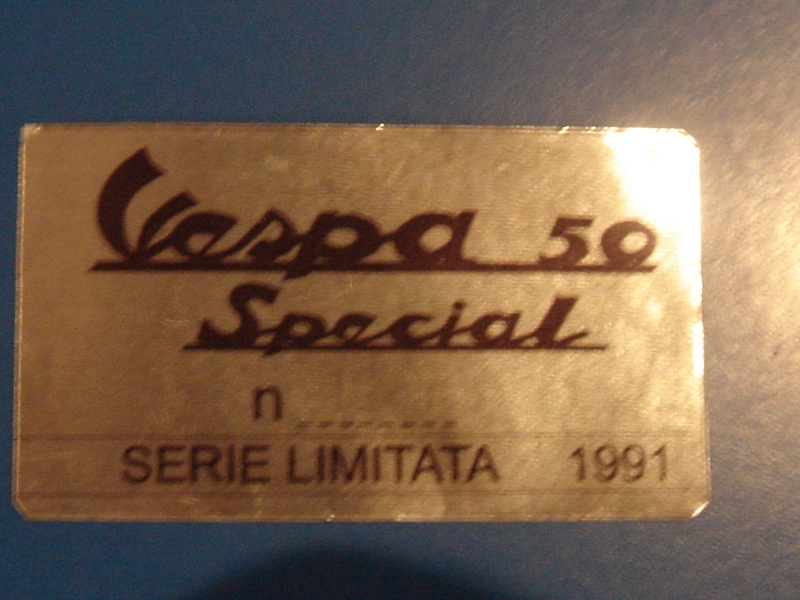 Vespa 50
Special
n ........
SERIE LIMITATA 1991